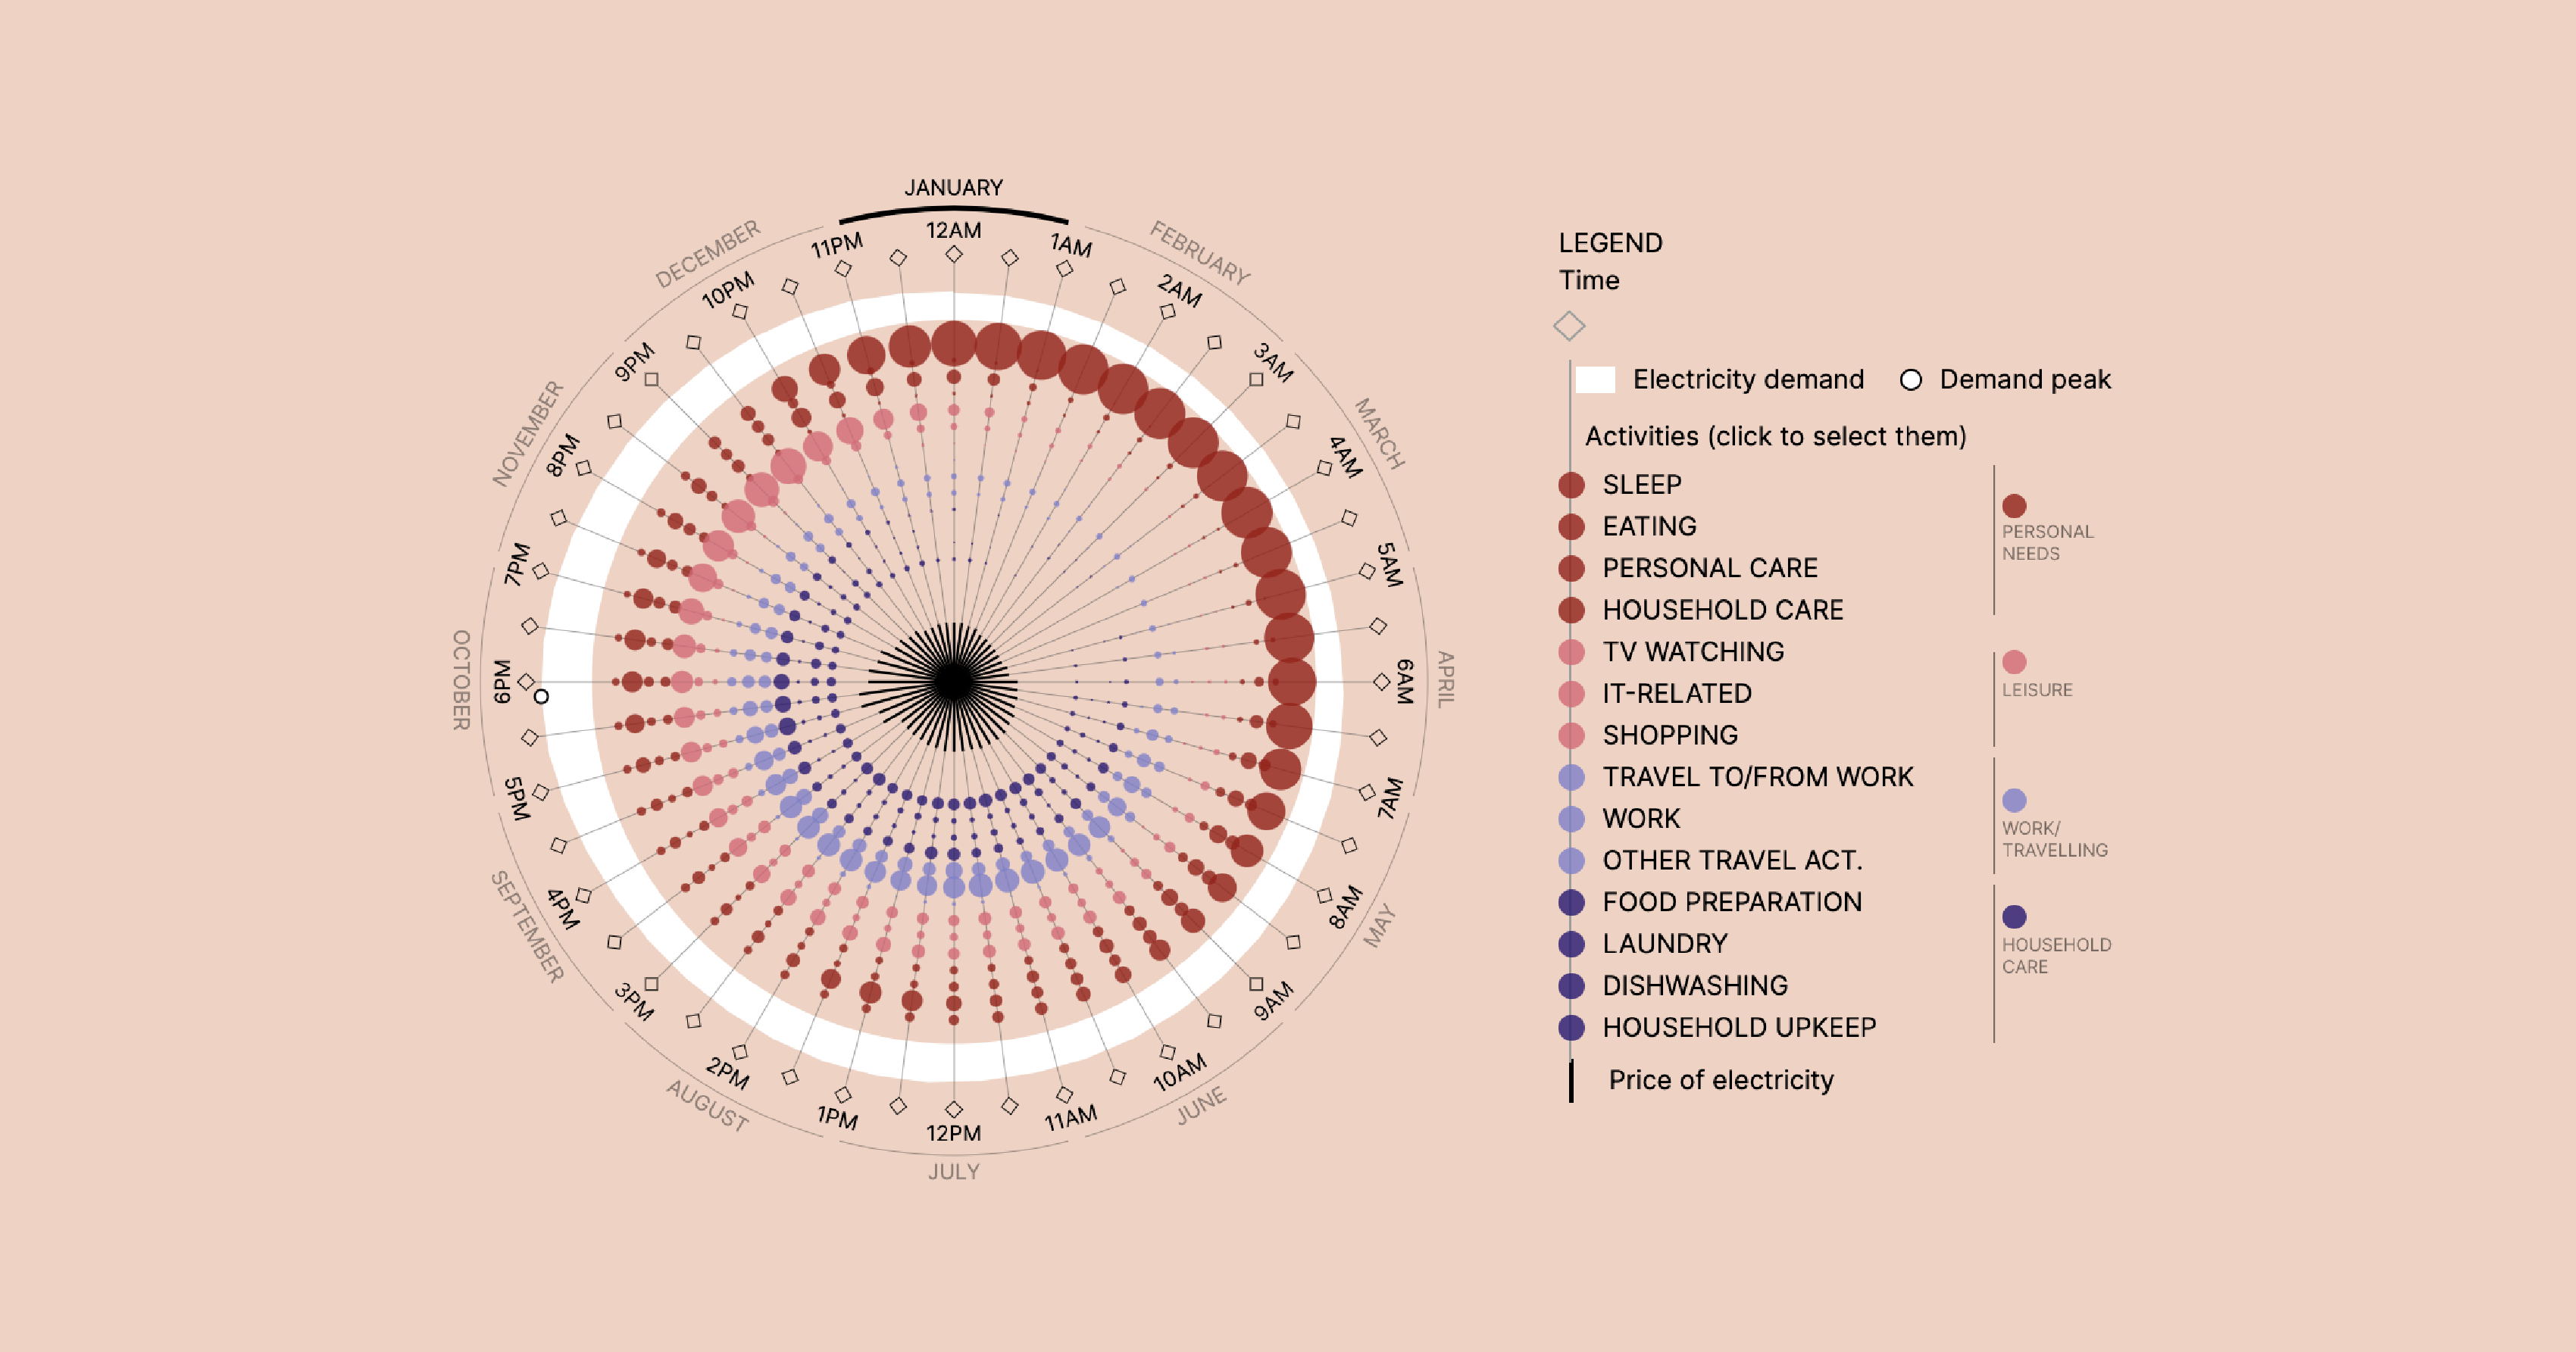 JANUARY
FEBRUARY
MARCH
APRIL
MAY
JUNE
JULY
AUGUST
SEPTEMBER
OCTOBER
NOVEMBER
DECEMBER
12AM
1AM
2AM
3AM
4AM
5AM
6AM
7AM
8AM
9AM
10AM
11AM
12PM
1PM
2PM
3PM
4PM
5PM
6PM
7PM
8PM
9PM
10PM
11PM
LEGEND
Time
Electricity demand
Demand peak
Activities (click to select them)
SLEEP
EATING
PERSONAL CARE
HOUSEHOLD CARE
TV WATCHING
IT-RELATED
SHOPPING
TRAVEL TO/FROM WORK
WORK
OTHER TRAVEL ACT.
FOOD PREPARATION
LAUNDRY
DISHWASHING
HOUSEHOLD UPKEEP
Price of electricity
PERSONAL
NEEDS
LEISURE
WORK/
TRAVELLING
HOUSEHOLD
CARE